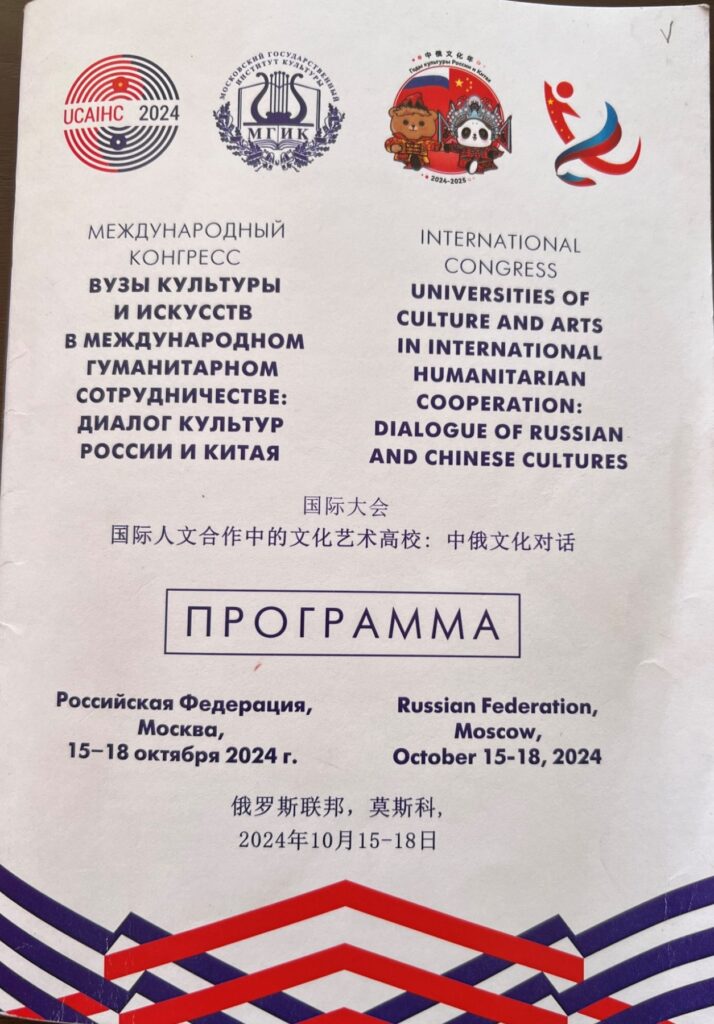 UCAIHC 2024
МОСКОВСКИЙ ГОСУДАРСТВЕННЫЙ
ИНСТИТУТ КУЛЬТУРЫ
МГИК
中俄文化年
Годы культуры России и Китая
2024-2025
МЕЖДУНАРОДНЫЙ
КОНГРЕСС
ВУЗЫ КУЛЬТУРЫ
И ИСКУССТВ
В МЕЖДУНАРОДНОМ
ГУМАНИТАРНОМ
СОТРУДНИЧЕСТВЕ:
ДИАЛОГ КУЛЬТУР
РОССИИ И КИТАЯ
INTERNATIONAL
CONGRESS
UNIVERSITIES OF
CULTURE AND ARTS
IN INTERNATIONAL
HUMANITARIAN
COOPERATION:
DIALOGUE OF RUSSIAN
AND CHINESE CULTURES
国际大会
国际人文合作中的文化艺术高校: 中俄文化对话
ПРОГРАММА
Российская Федерация,
Москва,
15–18 октября 2024 г.
Russian Federation,
Moscow,
October 15-18, 2024
俄罗斯联邦，莫斯科,
2024年10月15-18日